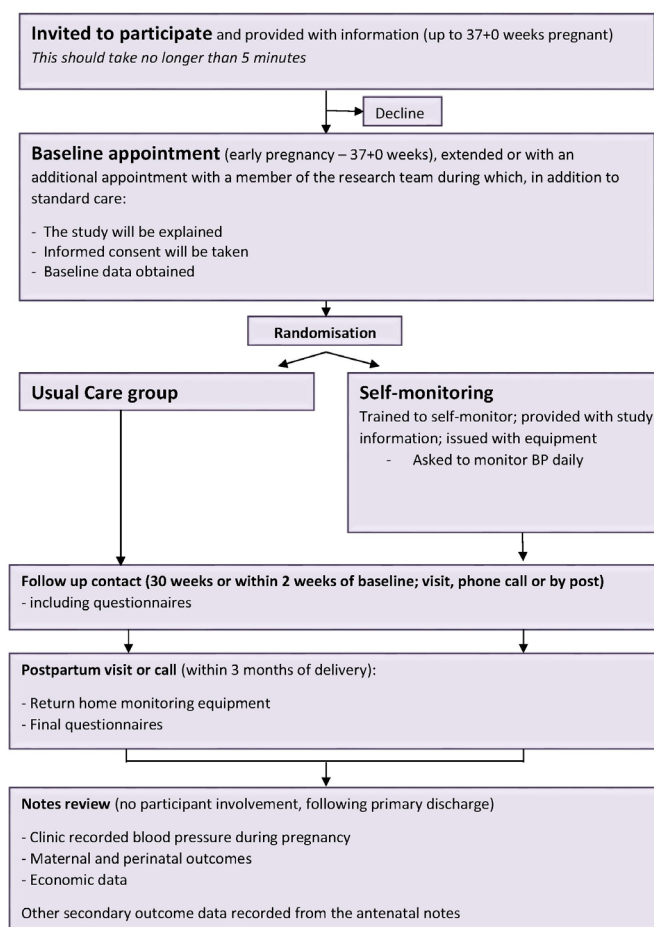 Invited to participate and provided with information (up to 37+0 weeks pregnant)
This should take no longer than 5 minutes
Decline
Baseline appointment (early pregnancy – 37+0 weeks), extended or with an
additional appointment with a member of the research team during which, in addition to
standard care:
- The study will be explained
- Informed consent will be taken
- Baseline data obtained
Randomisation
Usual Care group
Self-monitoring
Trained to self-monitor; provided with study
information; issued with equipment
- Asked to monitor BP daily
Follow up contact (30 weeks or within 2 weeks of baseline; visit, phone call or by post)
- including questionnaires
Postpartum visit or call (within 3 months of delivery):
- Return home monitoring equipment
- Final questionnaires
Notes review (no participant involvement, following primary discharge)
- Clinic recorded blood pressure during pregnancy
- Maternal and perinatal outcomes
- Economic data
Other secondary outcome data recorded from the antenatal notes